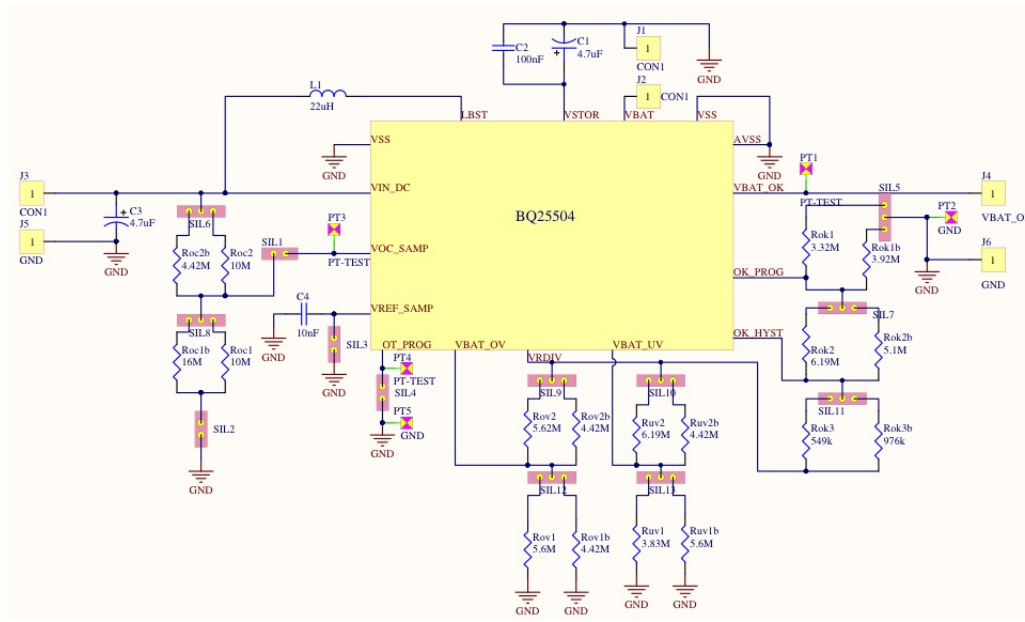 J1
1
C1
C2
4.7uF
100nF
CON1
GND
J2
L1
1
CON1
22uH
LBST
VSTOR
VBAT
VSS
VSS
AVSS
GND
GND
PT1
J3
VIN_DC
VBAT_OK
J4
1
SIL5
1
CON1
C3
PT-TEST
PT2
VBAT_O
J5
4.7uF
SIL6
PT3
BQ25504
GND
1
Rok1
J6
GND
GND
Roc2b
Roc2
SIL1
VOC_SAMP
3.32M
Rok1b
1
4.42M
10M
PT-TEST
3.92M
GND
GND
OK_PROG
C4
VREF_SAMP
SIL7
10nF
SIL8
GND
OK_HYST
Roc1b
Roc1
SIL3
Rok2
Rok2b
16M
10M
OT_PROG
VBAT_OV
VRDIV
VBAT_UV
6.19M
5.1M
GND
PT4
PT-TEST
SIL4
SIL9
SIL10
SIL11
SIL2
PT5
GND
Rov2
Rov2b
Ruv2
Ruv2b
Rok3
Rok3b
5.62M
4.42M
6.19M
4.42M
549k
976k
GND
GND
SIL12
SIL13
Rov1
Rov1b
Ruv1
Ruv1b
5.6M
4.42M
3.83M
5.6M
GND
GND
GND
GND